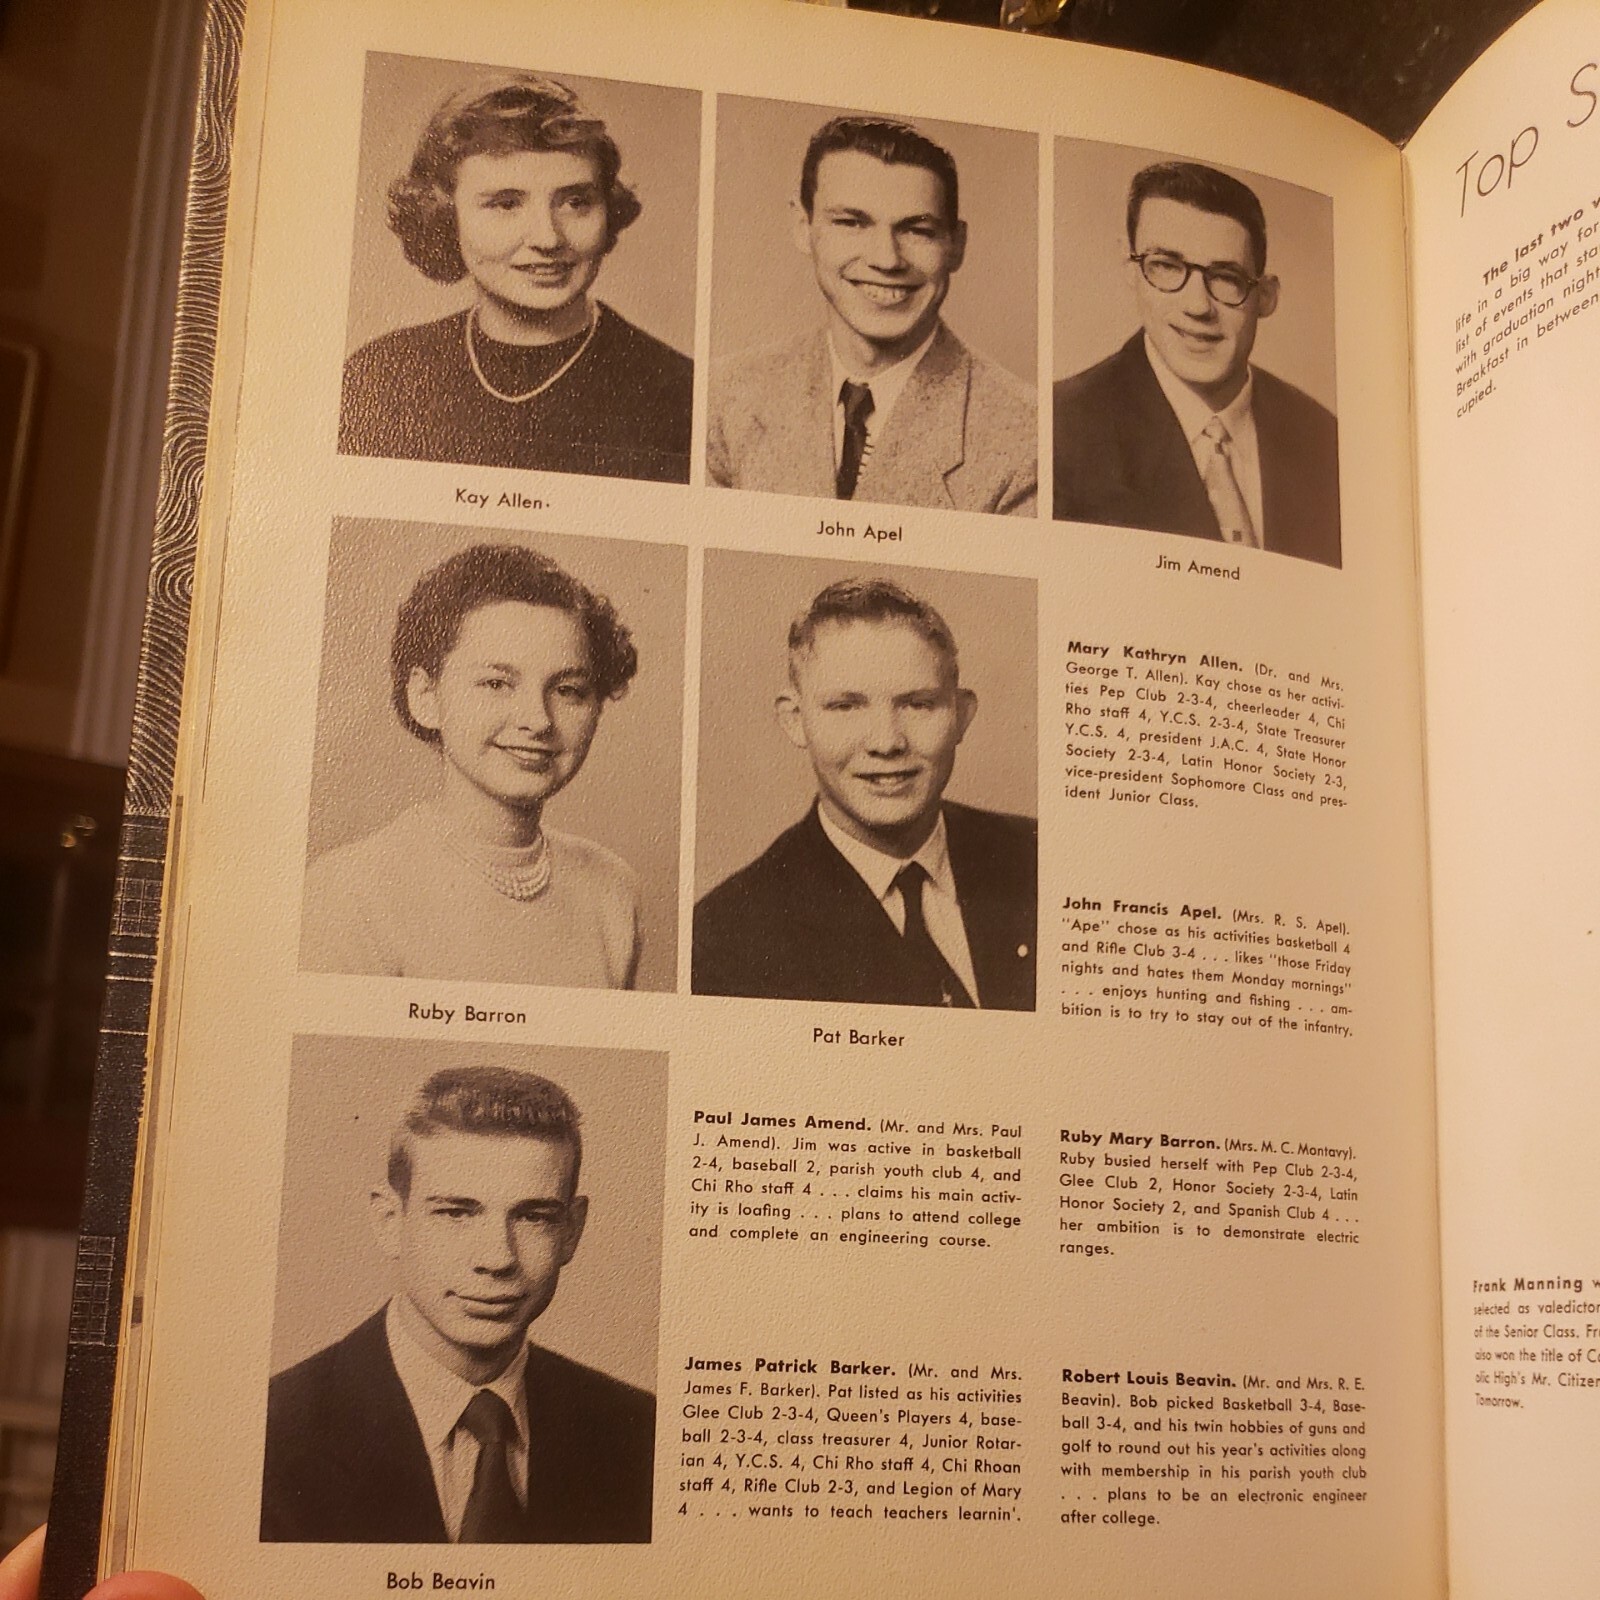 Kay Allen.
John Apel
Jim Amend
Ruby Barron
Pat Barker
Mary Kathryn Allen. (Dr. and Mrs.
George T. Allen). Kay chose as her activi-
ties Pep Club 2-3-4, cheerleader 4, Chi
Rho staff 4, Y.C.S. 2-3-4, State Treasurer
Y.C.S. 4, president J.A.C. 4, State Honor
Society 2-3-4, Latin Honor Society 2-3,
vice-president Sophomore Class and pres-
ident Junior Class.
John Francis Apel. (Mrs. R. S. Apel).
"Ape" chose as his activities basketball 4
and Rifle Club 3-4 . . . likes "those Friday
nights and hates them Monday mornings"
. . . enjoys hunting and fishing . . . am-
bition is to try to stay out of the infantry.
Paul James Amend. (Mr. and Mrs. Paul
J. Amend). Jim was active in basketball
2-4, baseball 2, parish youth club 4, and
Chi Rho staff 4 . . . claims his main activ-
ity is loafing . . . plans to attend college
and complete an engineering course.
Ruby Mary Barron. (Mrs. M. C. Montavy).
Ruby busied herself with Pep Club 2-3-4,
Glee Club 2, Honor Society 2-3-4, Latin
Honor Society 2, and Spanish Club 4 . . .
her ambition is to demonstrate electric
ranges.
James Patrick Barker. (Mr. and Mrs.
James F. Barker). Pat listed as his activities
Glee Club 2-3-4, Queen's Players 4, base-
ball 2-3-4, class treasurer 4, Junior Rotar-
ian 4, Y.C.S. 4, Chi Rho staff 4, Chi Rhoan
staff 4, Rifle Club 2-3, and Legion of Mary
4 . . . wants to teach teachers learnin'.
Robert Louis Beavin. (Mr. and Mrs. R. E.
Beavin). Bob picked Basketball 3-4, Base-
ball 3-4, and his twin hobbies of guns and
golf to round out his year's activities along
with membership in his parish youth club
. . . plans to be an electronic engineer
after college.
Bob Beavin
Top S
The last two
life in a big way for
list of events that sta
with graduation night
Breakfast in between
cupied.
Frank Manning w
selected as valedictor
of the Senior Class. Fr
also won the title of Ca
olic High's Mr. Citizen
Tomorrow.